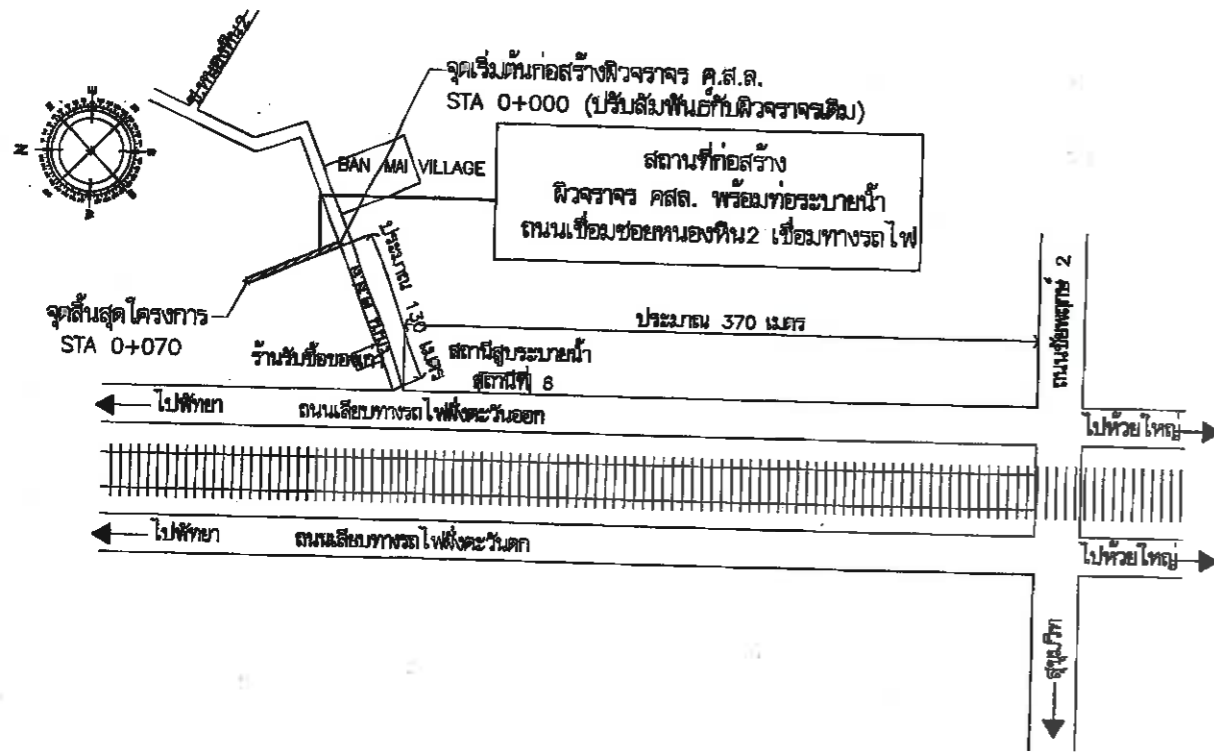 ซ.หนองหิน2
จุดเริ่มต้นก่อสร้างผิวจราจร ค.ส.ล.
STA 0+000 (ปรับสัมพันธ์กับผิวจราจรเดิม)
BAN MAI VILLAGE
สถานที่ก่อสร้าง
ผิวจราจร คสล. พร้อมท่อระบายน้ำ
ถนนเชื่อมซอยหนองหิน2 เชื่อมทางรถไฟ
N
ประมาณ 130 เมตร
จุดสิ้นสุดโครงการ
STA 0+070
ร้านรับซื้อของเก่า
สถานีสูบระบายน้ำ
สถานีที่ 8
ประมาณ 370 เมตร
ถนนชัยพฤกษ์ 2
ไปพัทยา
ถนนเลียบทางรถไฟฝั่งตะวันออก
ไปห้วยใหญ่
ไปพัทยา
ถนนเลียบทางรถไฟฝั่งตะวันตก
ไปห้วยใหญ่
สุขุมวิท